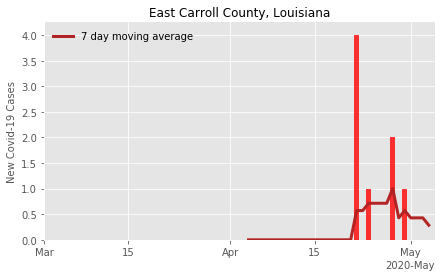 East Carroll County, Louisiana
7 day moving average
New Covid-19 Cases
4.0
3.5
3.0
2.5
2.0
1.5
1.0
0.5
0.0
Mar 15 Apr 15 May
2020-May